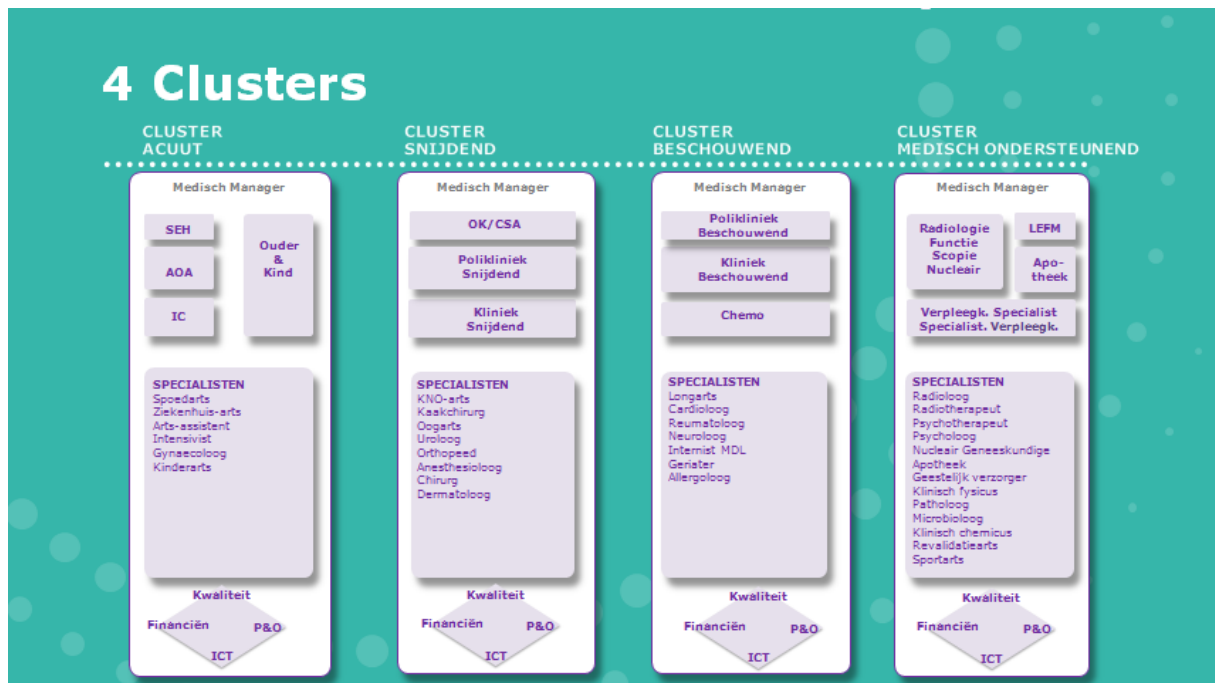 4 Clusters
CLUSTER
ACUUT
Medisch Manager
SEH
AOA
IC
Ouder
&
Kind
SPECIALISTEN
Spoedarts
Ziekenhuis-arts
Arts-assistent
Intensivist
Gynaecoloog
Kinderarts
Kwaliteit
Financiën
P&O
ICT
CLUSTER
SNIJDEND
Medisch Manager
OK/CSA
Polikliniek
Snijdend
Kliniek
Snijdend
SPECIALISTEN
KNO-arts
Kaakchirurg
Oogarts
Uroloog
Orthopeed
Anesthesioloog
Chirurg
Dermatoloog
Kwaliteit
Financiën
P&O
ICT
CLUSTER
BESCHOUWEND
Medisch Manager
Polikliniek
Beschouwend
Kliniek
Beschouwend
Chemo
SPECIALISTEN
Longarts
Cardioloog
Reumatoloog
Neuroloog
Internist MDL
Geriater
Allergoloog
Kwaliteit
Financiën
P&O
ICT
CLUSTER
MEDISCH ONDERSTEUNEND
Medisch Manager
Radiologie
Functie
Scopie
Nucleair
LEFM
Apo-
theek
Verpleegk. Specialist
Specialist. Verpleegk.
SPECIALISTEN
Radioloog
Radiotherapeut
Psychotherapeut
Psycholoog
Nucleair Geneeskundige
Apotheek
Geestelijk verzorger
Klinisch fysicus
Patholoog
Microbioloog
Klinisch chemicus
Revalidatiearts
Sportarts
Kwaliteit
Financiën
P&O
ICT